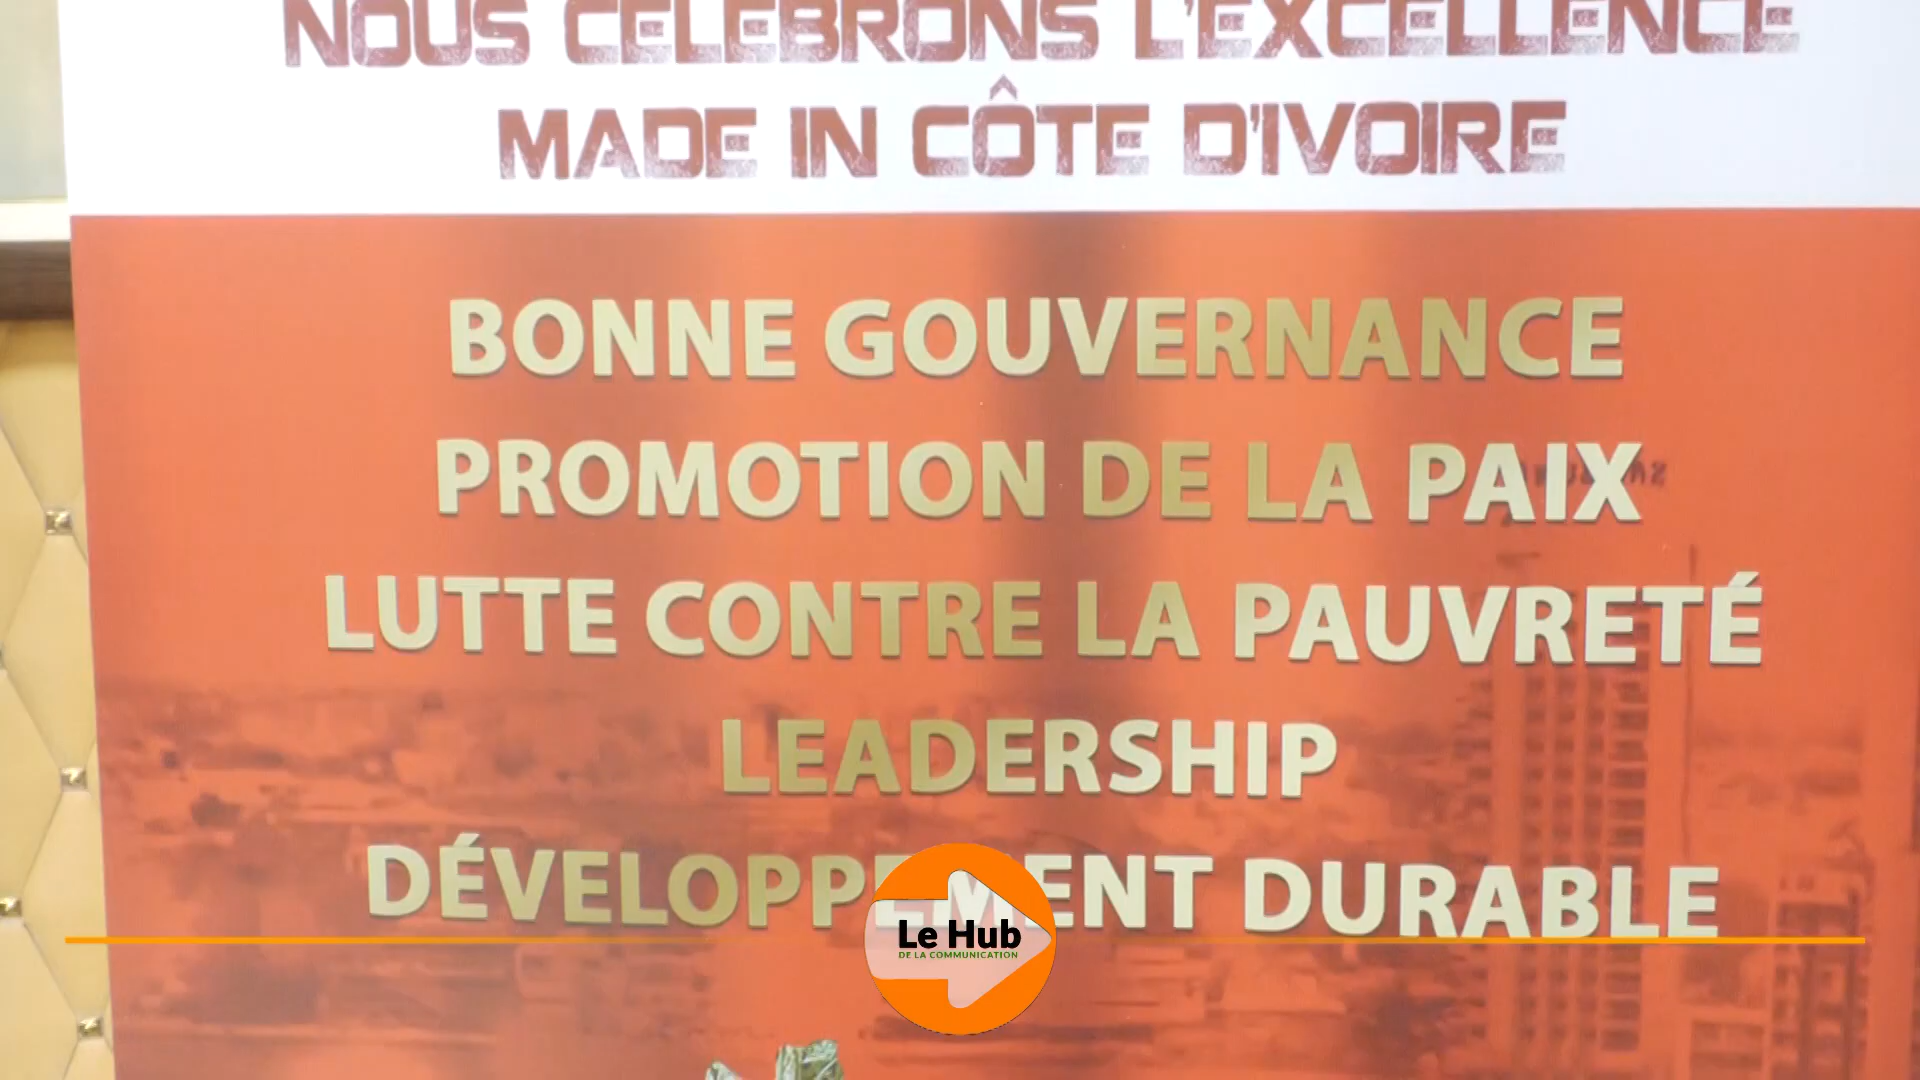 NOUS CELEBRONS L'EXCELLENCE
MADE IN CÔTE D'IVOIRE
BONNE GOUVERNANCE
PROMOTION DE LA PAIX
LUTTE CONTRE LA PAUVRETÉ
LEADERSHIP
DÉVELOPPEMENT DURABLE
Le Hub
DE LA COMMUNICATION